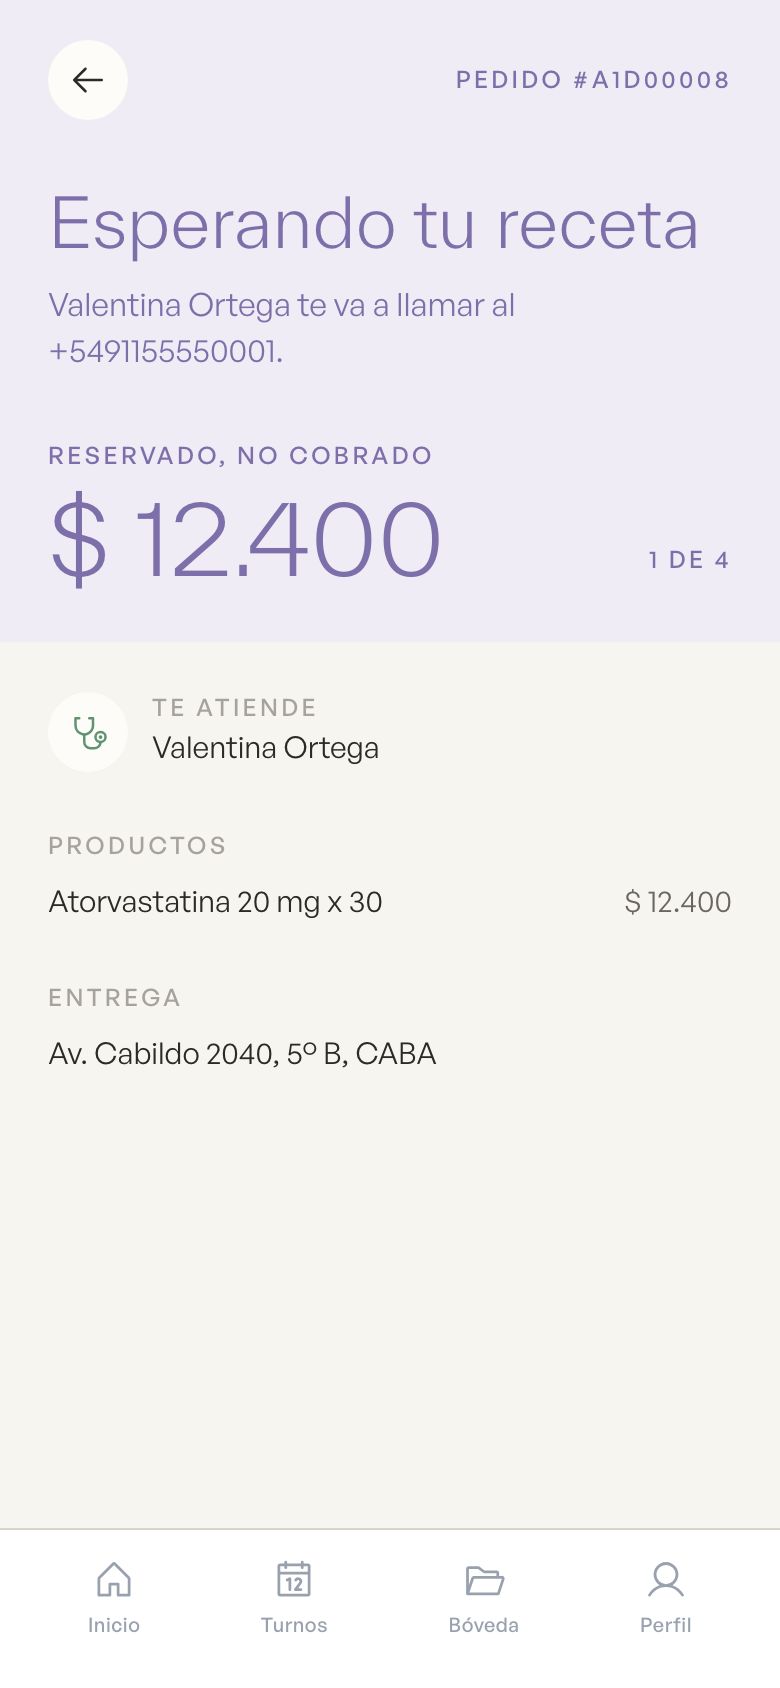 PEDIDO #A1D00008
Esperando tu receta
Valentina Ortega te va a llamar al
+5491155550001.
RESERVADO, NO COBRADO
$ 12.400
1 DE 4
TE ATIENDE
Valentina Ortega
PRODUCTOS
Atorvastatina 20 mg x 30 $ 12.400
ENTREGA
Av. Cabildo 2040, 5º B, CABA
12
Inicio Turnos Bóveda Perfil